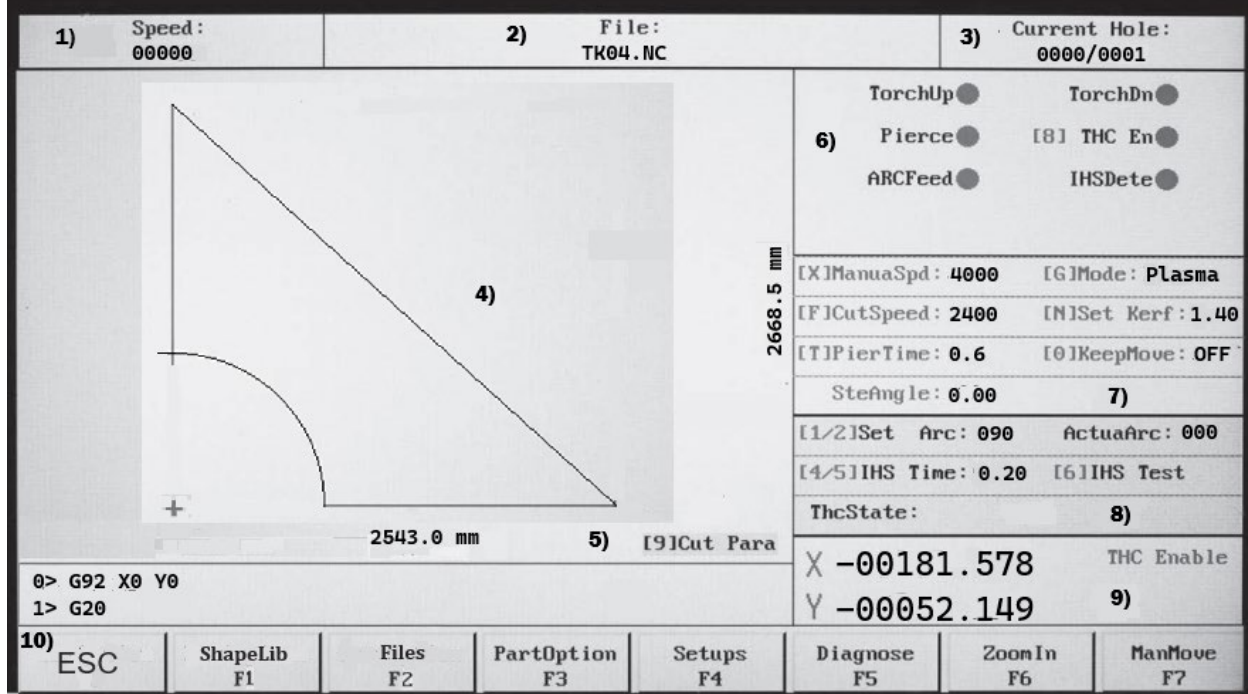 1) Speed: 00000
2) File: TK04.NC
3) Current Hole: 0000/0001
4)
2668.5 mm
2543.0 mm
5) [9]Cut Para
6)
TorchUp TorchDn
Pierce [8] THC En
ARCFeed IHSDete
[X]ManuaSpd: 4000 [G]Mode: Plasma
[F]CutSpeed: 2400 [N]Set Kerf: 1.40
[T]PierTime: 0.6 [0]KeepMove: OFF
SteAngle: 0.00 7)
[1/2]Set Arc: 090 ActuaArc: 000
[4/5]IHS Time: 0.20 [6]IHS Test
ThcState: 8)
X -00181.578 THC Enable
Y -00052.149 9)
0> G92 X0 Y0
1> G20
10) ESC
ShapeLib F1
Files F2
PartOption F3
Setups F4
Diagnose F5
ZoomIn F6
ManMove F7